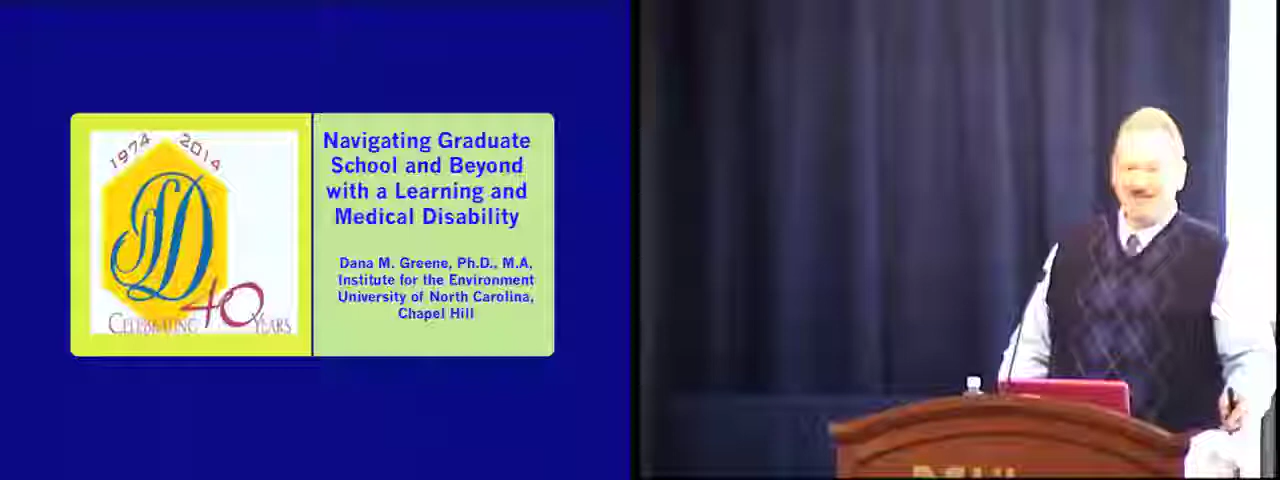 1974 2014
JD
40
CELEBRATING YEARS
Navigating Graduate
School and Beyond
with a Learning and
Medical Disability
Dana M. Greene, Ph.D., M.A,
Institute for the Environment
University of North Carolina,
Chapel Hill